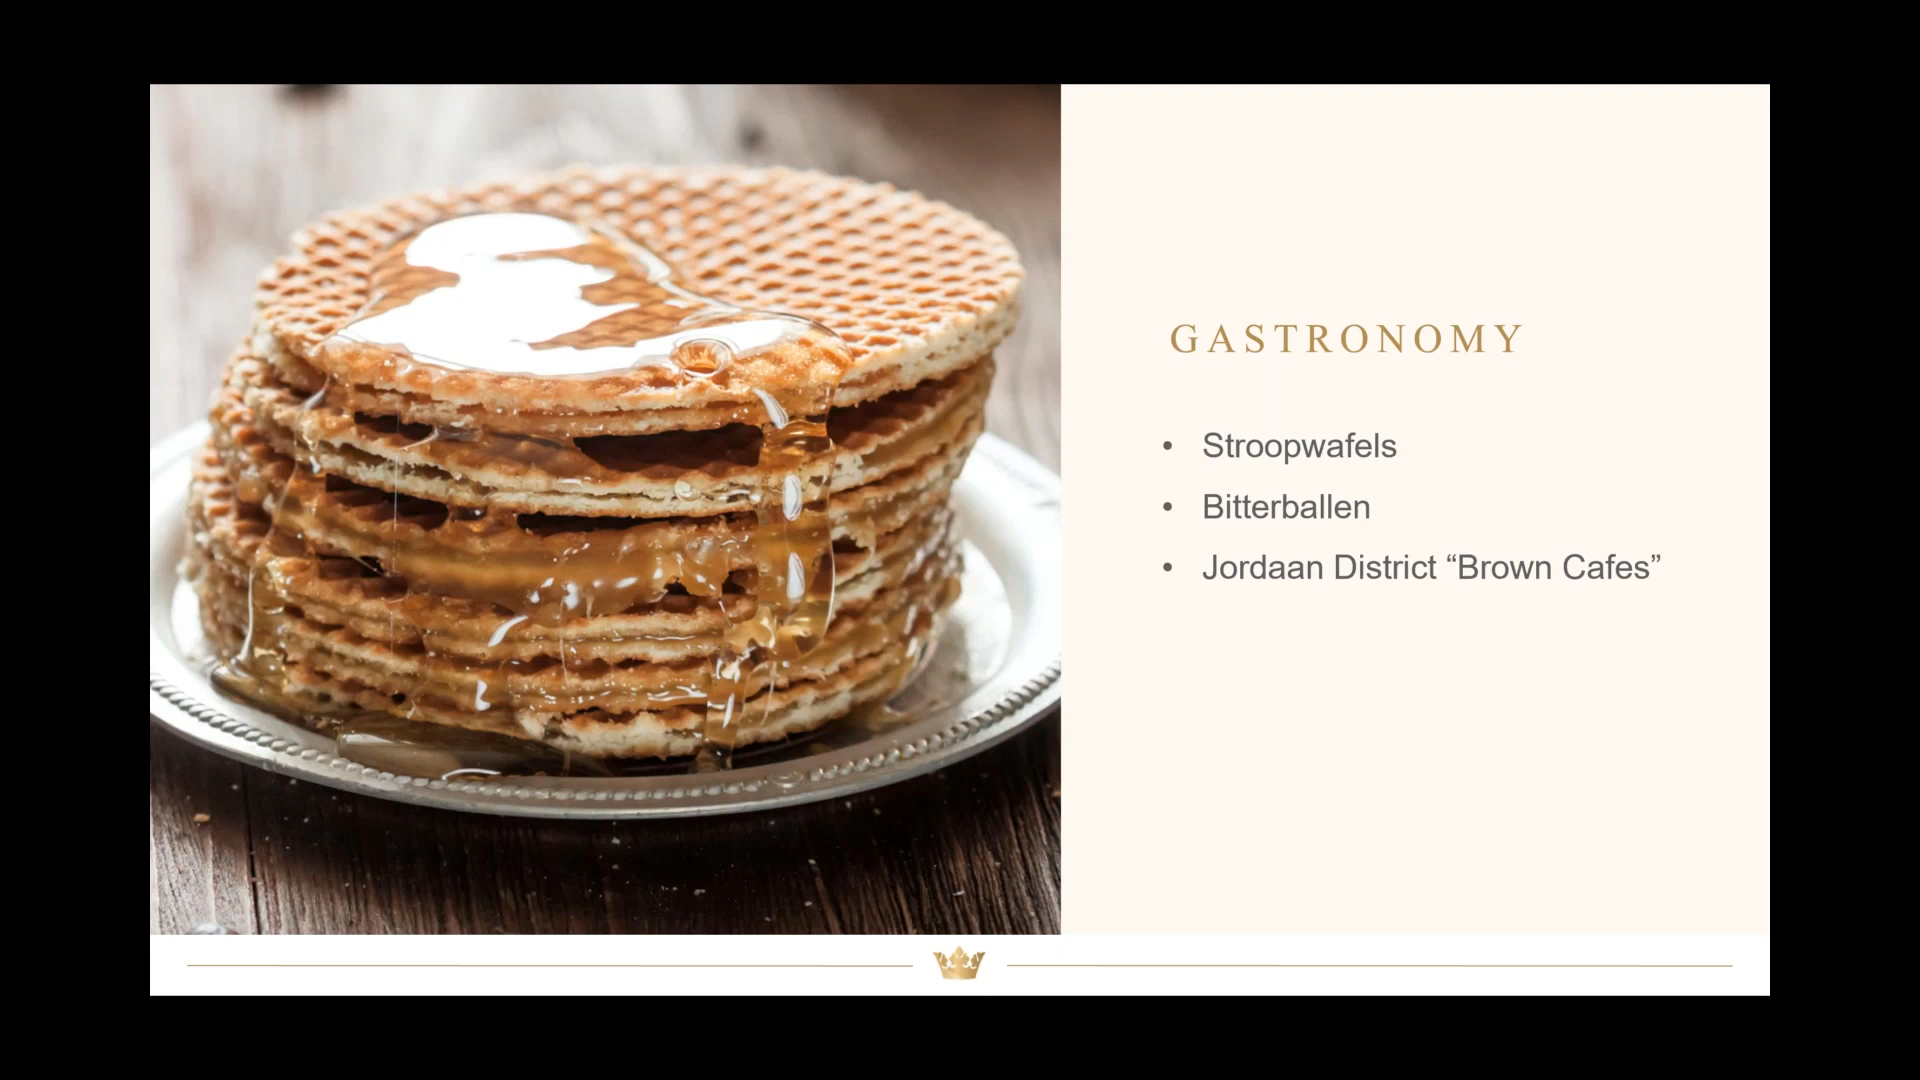 GASTRONOMY
• Stroopwafels
• Bitterballen
• Jordaan District “Brown Cafes”